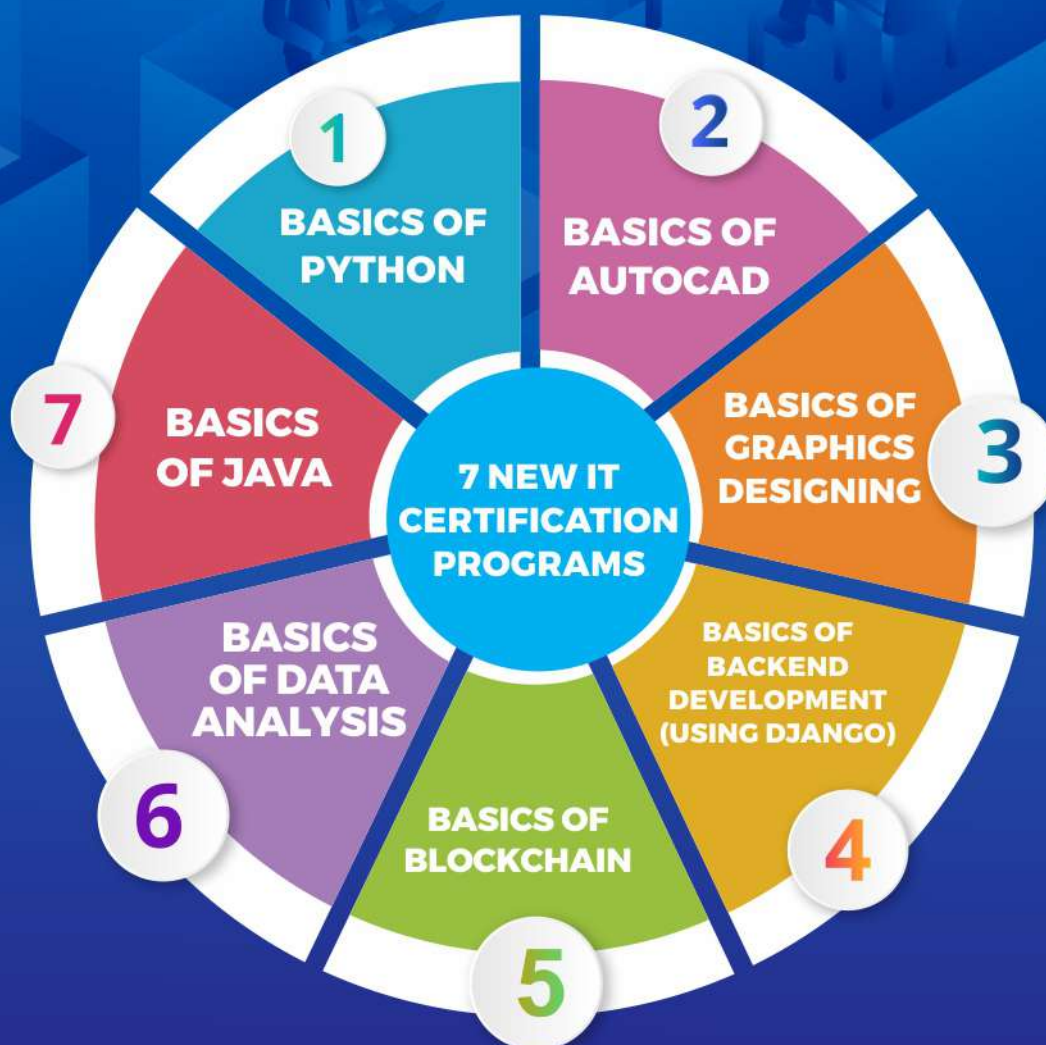 1
BASICS OF
PYTHON
2
BASICS OF
AUTOCAD
3
BASICS OF
GRAPHICS
DESIGNING
4
BASICS OF
BACKEND
DEVELOPMENT
(USING DJANGO)
5
BASICS OF
BLOCKCHAIN
6
BASICS
OF DATA
ANALYSIS
7
BASICS
OF JAVA
7 NEW IT
CERTIFICATION
PROGRAMS